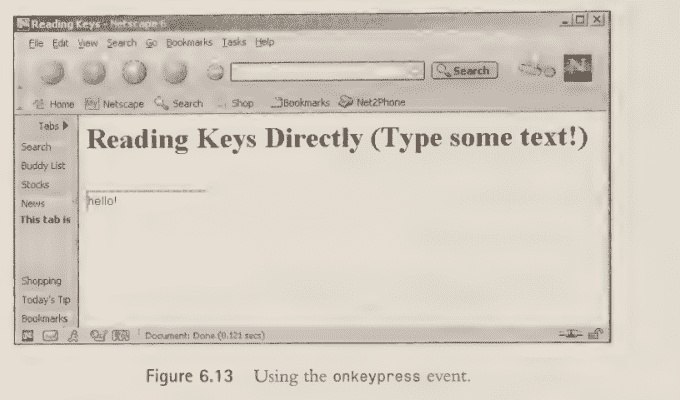 Reading Keys - Netscape 6
File Edit View Search Go Bookmarks Tasks Help
Search
N
Home My Netscape Search Shop Bookmarks Net2Phone
Tabs
Search
Buddy List
Stocks
News
This tab is
Shopping
Today's Tip
Bookmarks
Reading Keys Directly (Type some text!)
hello!
Document: Done (0.121 secs)
Figure 6.13 Using the onkeypress event.